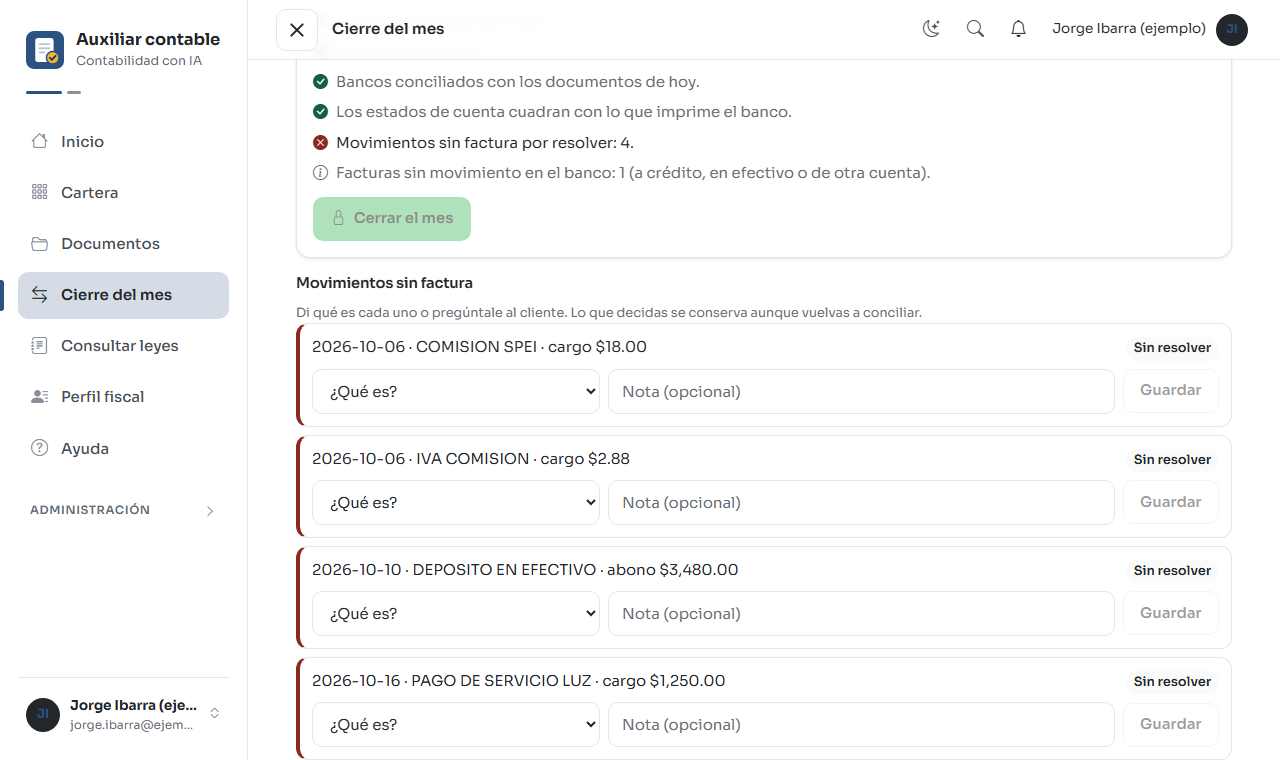 Auxiliar contable
Contabilidad con IA
Inicio
Cartera
Documentos
Cierre del mes
Consultar leyes
Perfil fiscal
Ayuda
ADMINISTRACIÓN
JI
Jorge Ibarra (eje...
jorge.ibarra@ejem...
Cierre del mes
Jorge Ibarra (ejemplo)
JI
Bancos conciliados con los documentos de hoy.
Los estados de cuenta cuadran con lo que imprime el banco.
Movimientos sin factura por resolver: 4.
Facturas sin movimiento en el banco: 1 (a crédito, en efectivo o de otra cuenta).
Cerrar el mes
Movimientos sin factura
Di qué es cada uno o pregúntale al cliente. Lo que decidas se conserva aunque vuelvas a conciliar.
2026-10-06 · COMISION SPEI · cargo $18.00
Sin resolver
¿Qué es?
Nota (opcional)
Guardar
2026-10-06 · IVA COMISION · cargo $2.88
Sin resolver
¿Qué es?
Nota (opcional)
Guardar
2026-10-10 · DEPOSITO EN EFECTIVO · abono $3,480.00
Sin resolver
¿Qué es?
Nota (opcional)
Guardar
2026-10-16 · PAGO DE SERVICIO LUZ · cargo $1,250.00
Sin resolver
¿Qué es?
Nota (opcional)
Guardar